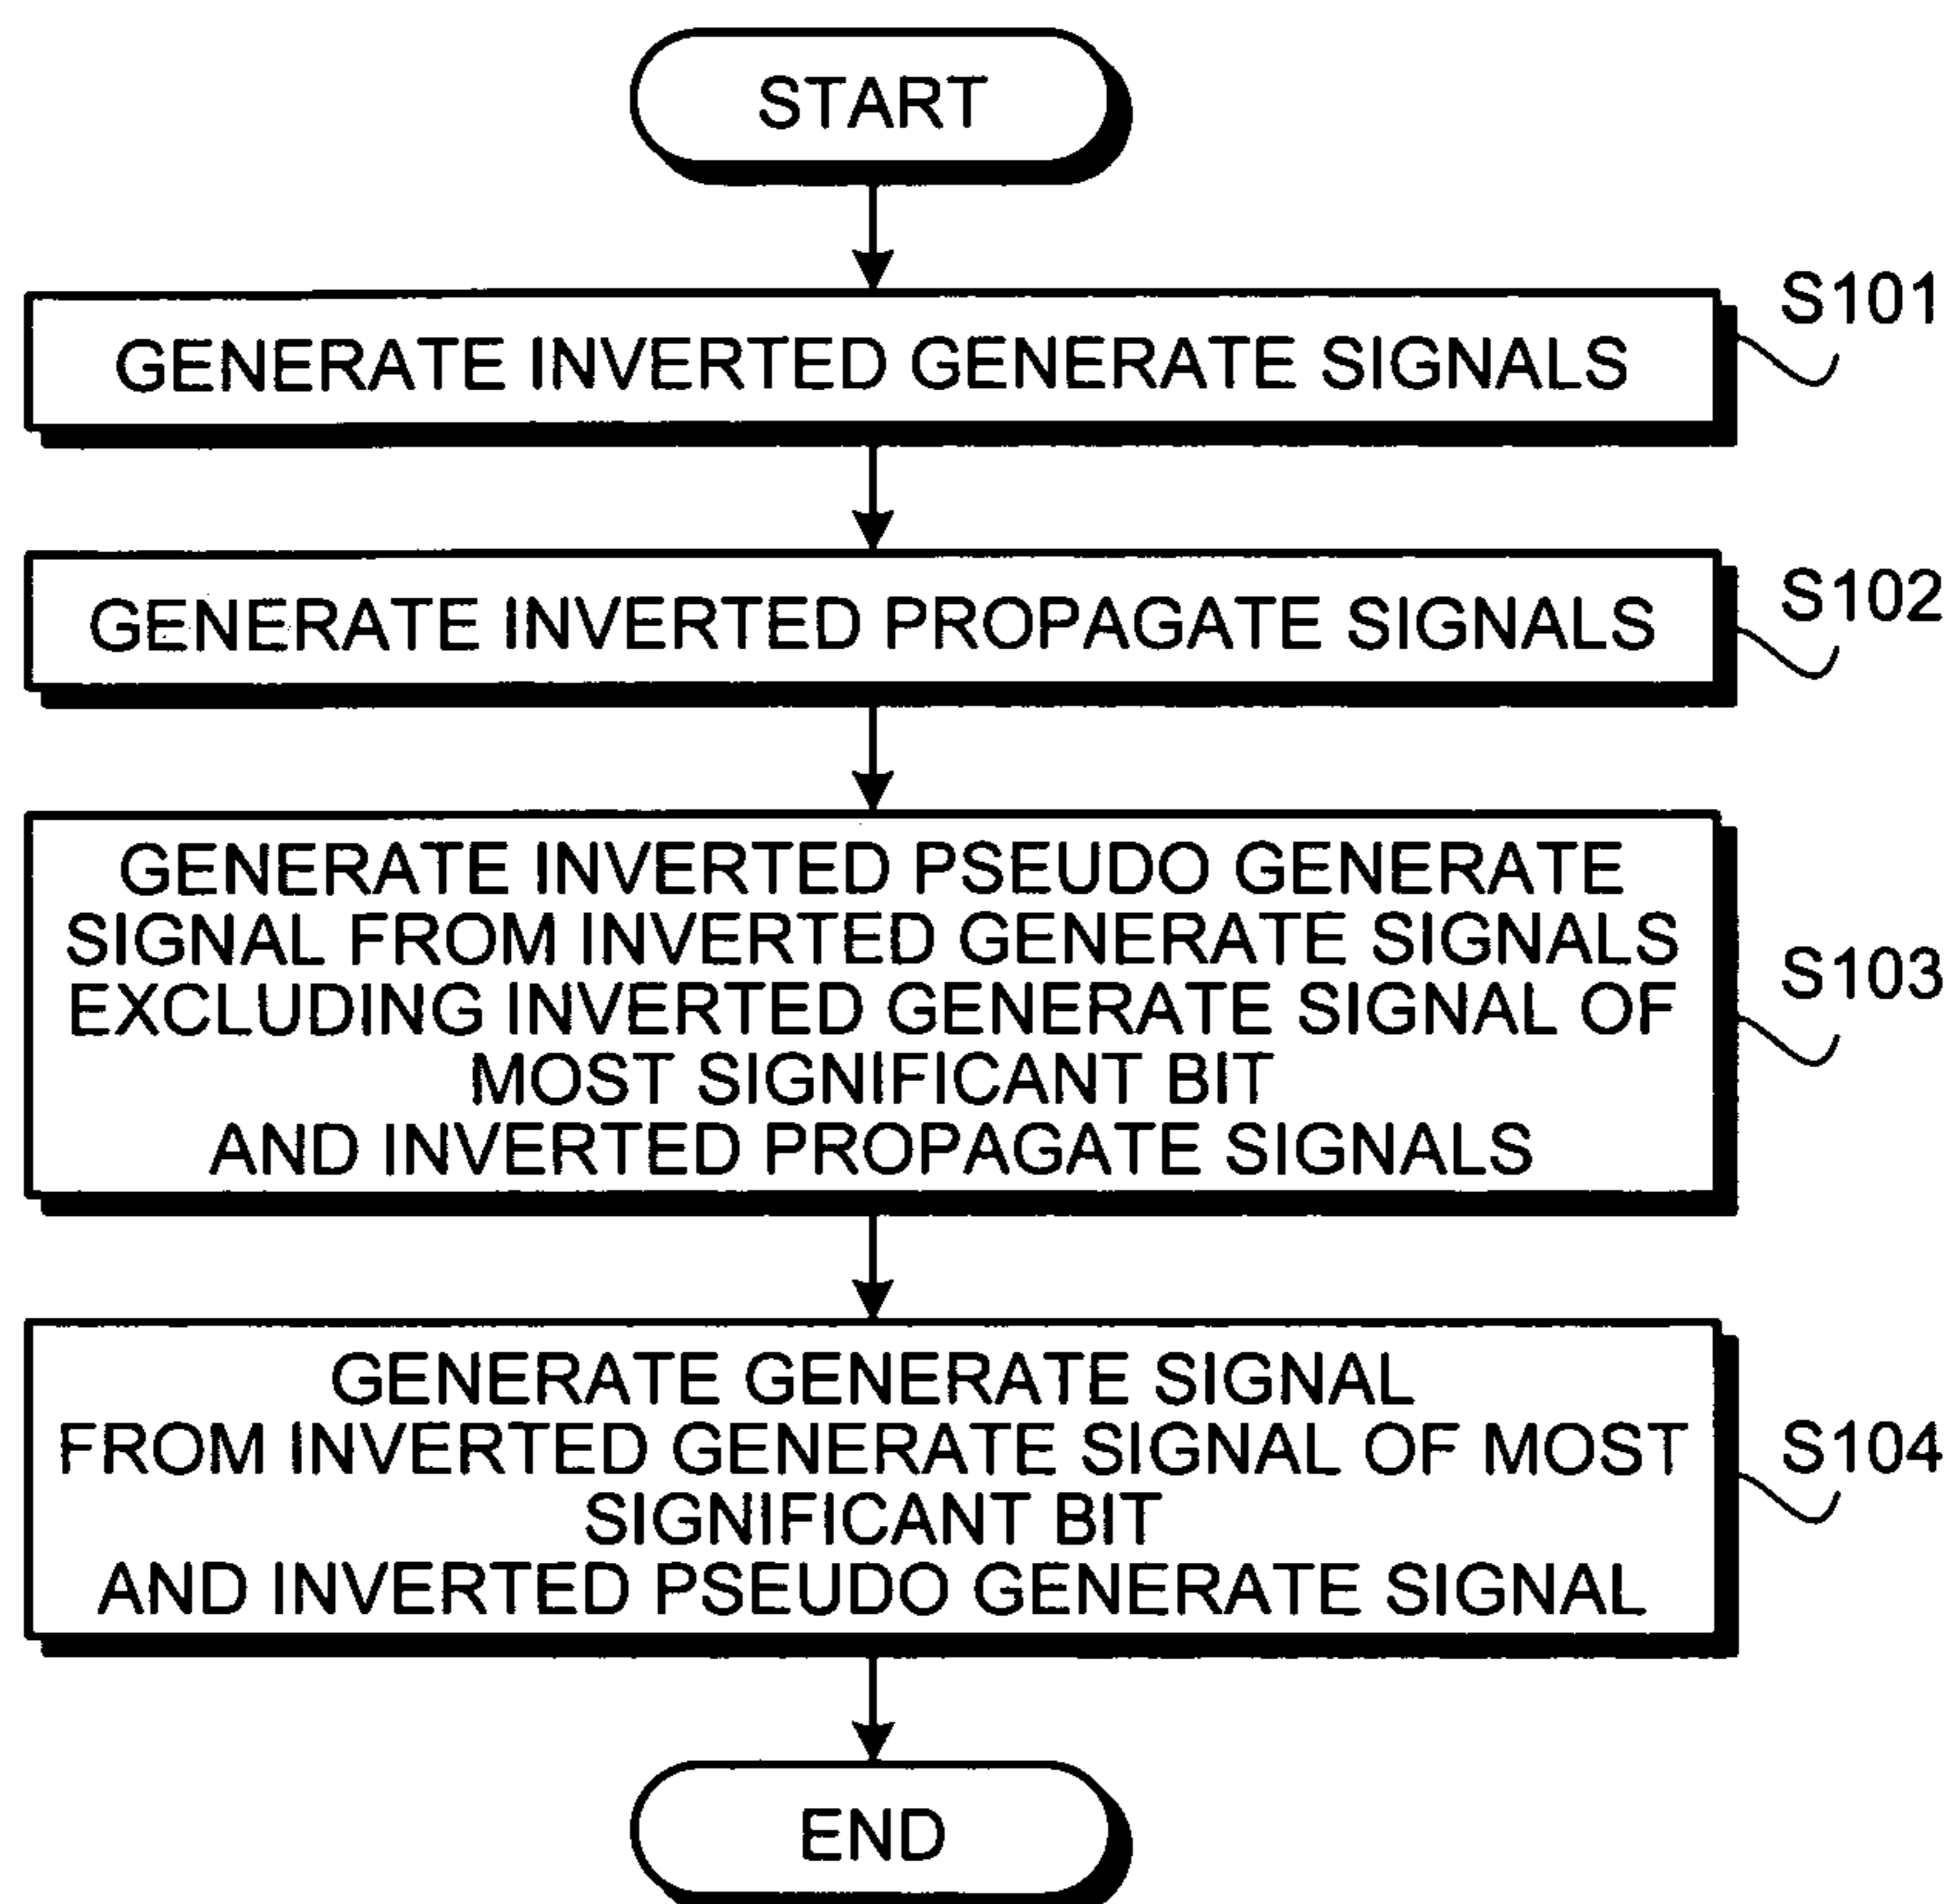 START
S101
GENERATE INVERTED GENERATE SIGNALS
S102
GENERATE INVERTED PROPAGATE SIGNALS
GENERATE INVERTED PSEUDO GENERATE
SIGNAL FROM INVERTED GENERATE SIGNALS
EXCLUDING INVERTED GENERATE SIGNAL OF
MOST SIGNIFICANT BIT
AND INVERTED PROPAGATE SIGNALS
S103
GENERATE GENERATE SIGNAL
FROM INVERTED GENERATE SIGNAL OF MOST
SIGNIFICANT BIT
AND INVERTED PSEUDO GENERATE SIGNAL
S104
END